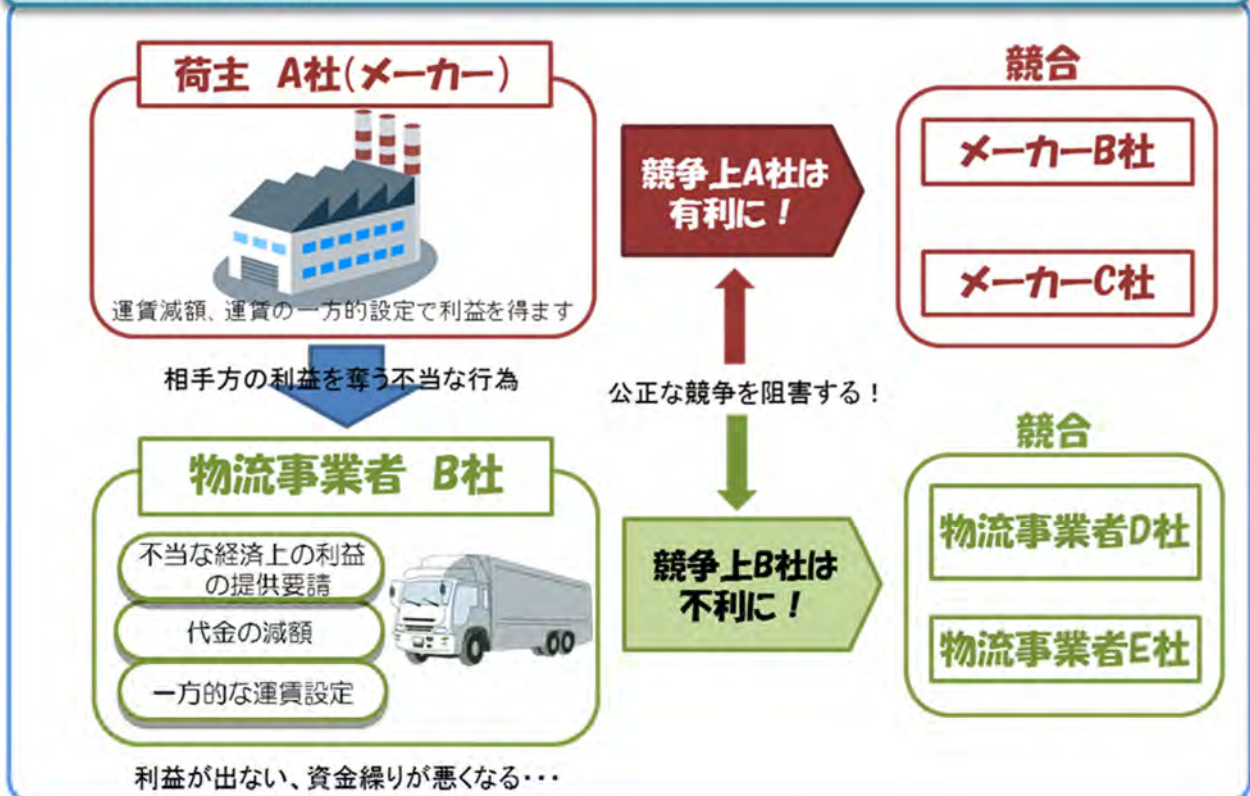 荷主 A社(メーカー)
運賃減額、運賃の一方的設定で利益を得ます
競争上A社は
有利に！
競合
メーカーB社
メーカーC社
相手方の利益を奪う不当な行為
公正な競争を阻害する！
物流事業者 B社
不当な経済上の利益
の提供要請
代金の減額
一方的な運賃設定
競争上B社は
不利に！
競合
物流事業者D社
物流事業者E社
利益が出ない、資金繰りが悪くなる･･･